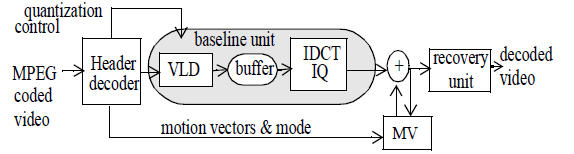 quantization
control
baseline unit
MPEG
coded
video
Header
decoder
VLD
buffer
IDCT
IQ
+
recovery
unit
decoded
video
motion vectors & mode
MV